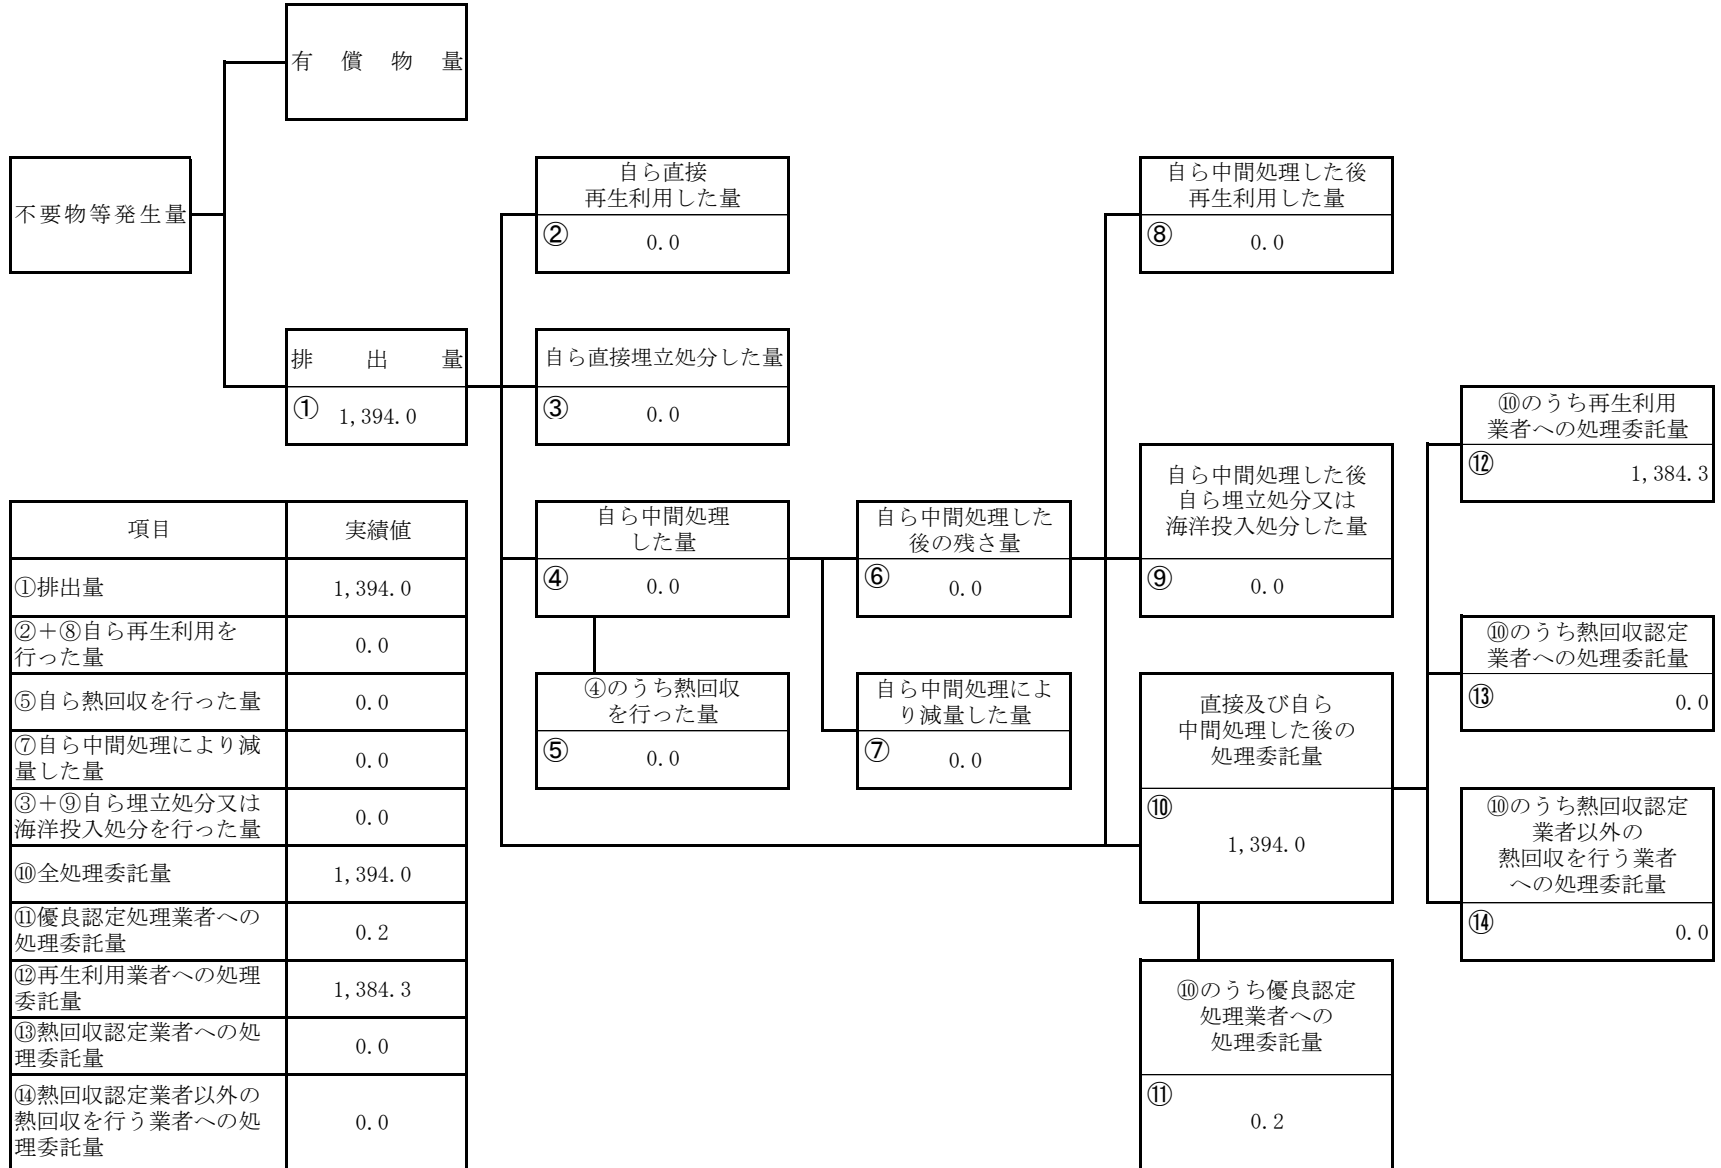 有償物量
不要物等発生量
自ら直接
再生利用した量
②
0.0
自ら中間処理した後
再生利用した量
⑧
0.0
排出量
①
1,394.0
自ら直接埋立処分した量
③
0.0
⑩のうち再生利用
業者への処理委託量
⑫
1,384.3
自ら中間処理
した量
④
0.0
自ら中間処理した
後の残さ量
⑥
0.0
自ら中間処理した後
自ら埋立処分又は
海洋投入処分した量
⑨
0.0
⑩のうち熱回収認定
業者への処理委託量
⑬
0.0
④のうち熱回収
を行った量
⑤
0.0
自ら中間処理によ
り減量した量
⑦
0.0
直接及び自ら
中間処理した後の
処理委託量
⑩
1,394.0
⑩のうち熱回収認定
業者以外の
熱回収を行う業者
への処理委託量
⑭
0.0
⑩のうち優良認定
処理業者への
処理委託量
⑪
0.2
項目 実績値
①排出量 1,394.0
②＋⑧自ら再生利用を
行った量
0.0
⑤自ら熱回収を行った量 0.0
⑦自ら中間処理により減
量した量
0.0
③＋⑨自ら埋立処分又は
海洋投入処分を行った量
0.0
⑩全処理委託量 1,394.0
⑪優良認定処理業者への
処理委託量
0.2
⑫再生利用業者への処理
委託量
1,384.3
⑬熱回収認定業者への処
理委託量
0.0
⑭熱回収認定業者以外の
熱回収を行う業者への処
理委託量
0.0